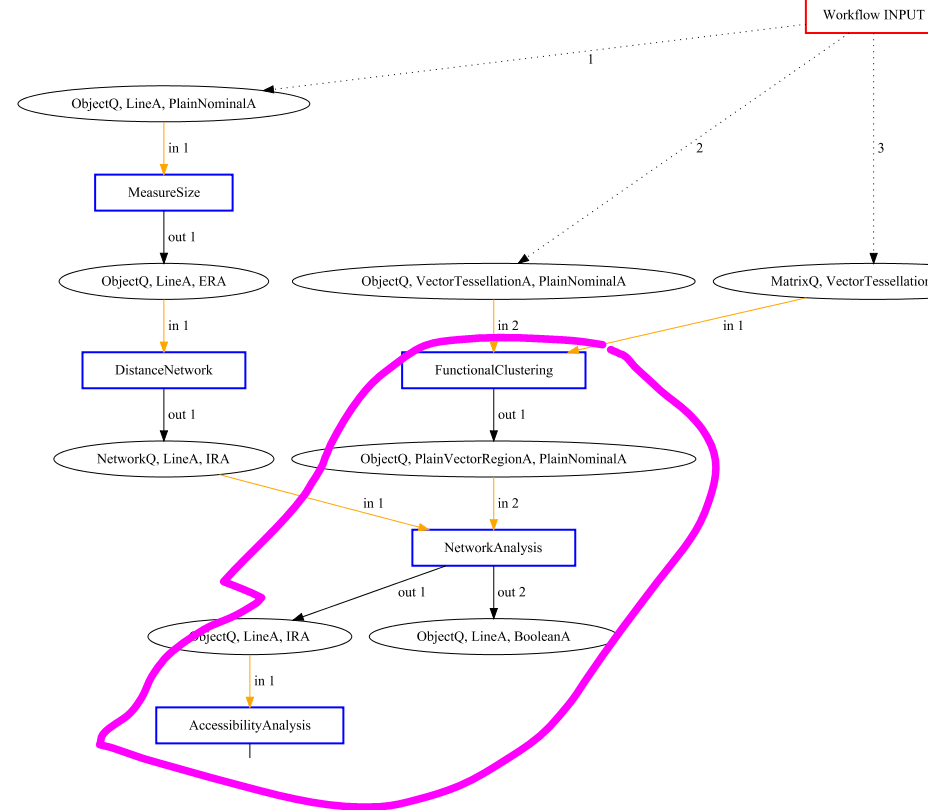 Workflow INPUT
1
ObjectQ, LineA, PlainNominalA
in 1
2
3
MeasureSize
out 1
ObjectQ, LineA, ERA
ObjectQ, VectorTessellationA, PlainNominalA
MatrixQ, VectorTessellation
in 1
in 2
in 1
DistanceNetwork
FunctionalClustering
out 1
out 1
NetworkQ, LineA, IRA
ObjectQ, PlainVectorRegionA, PlainNominalA
in 1
in 2
NetworkAnalysis
out 1
out 2
ObjectQ, LineA, IRA
ObjectQ, LineA, BooleanA
in 1
AccessibilityAnalysis